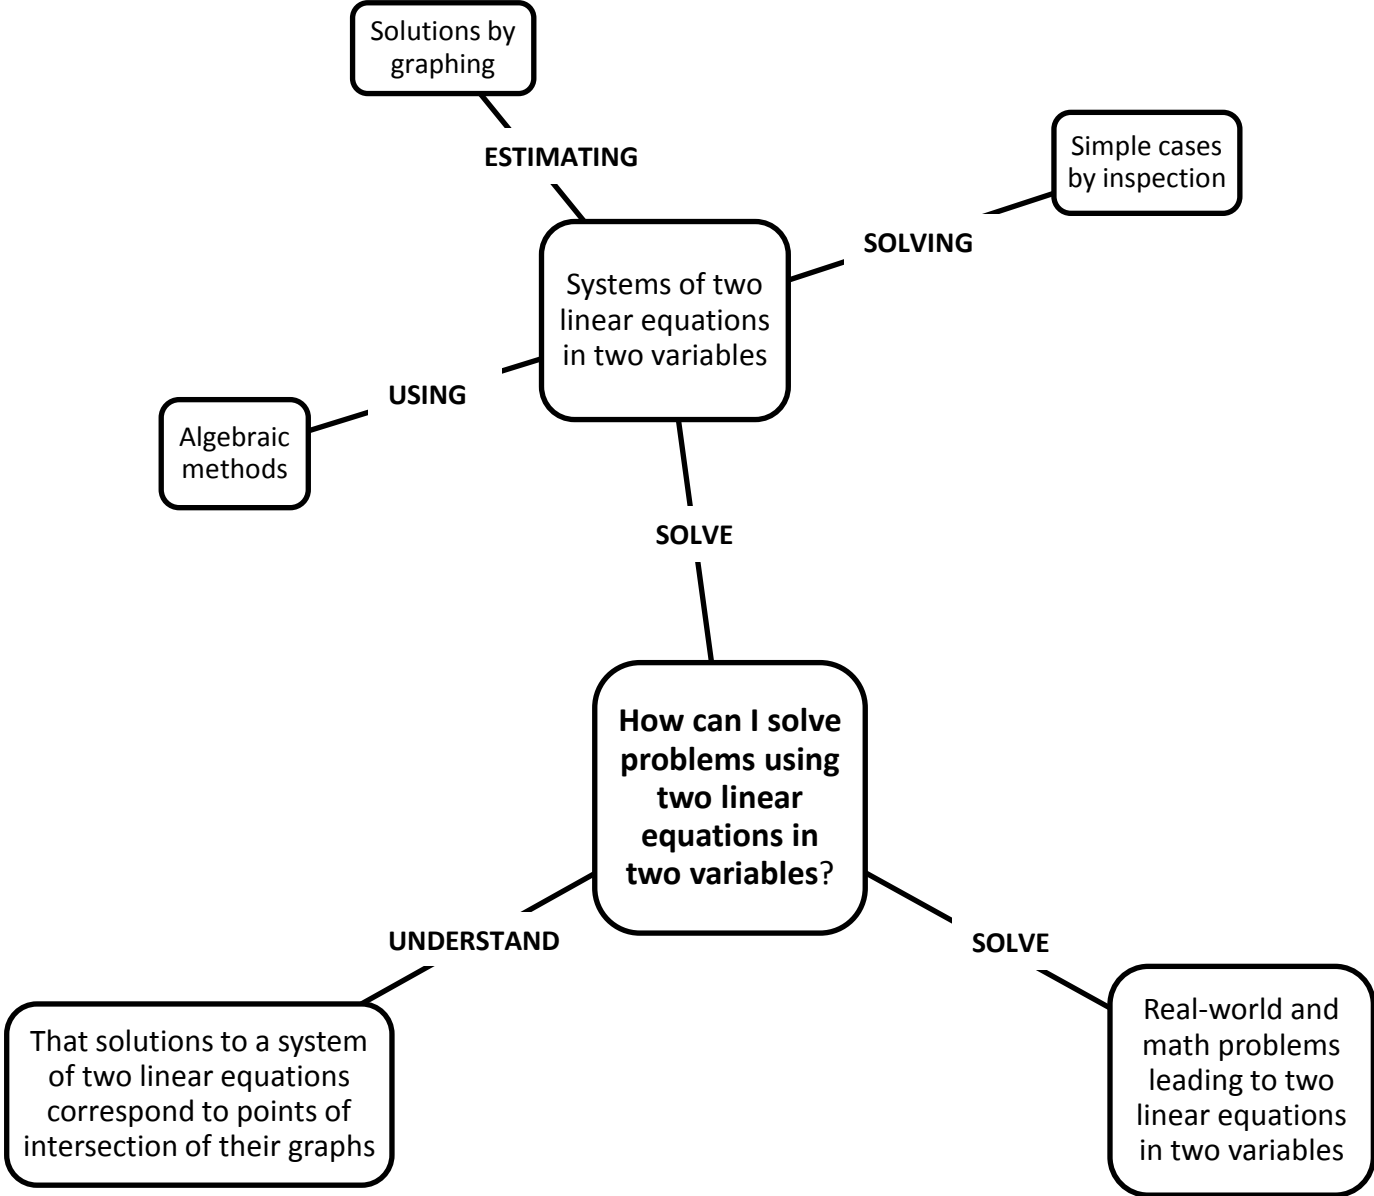 Solutions by
graphing
ESTIMATING
Simple cases
by inspection
SOLVING
Systems of two
linear equations
in two variables
USING
Algebraic
methods
SOLVE
How can I solve
problems using
two linear
equations in
two variables?
UNDERSTAND
SOLVE
That solutions to a system
of two linear equations
correspond to points of
intersection of their graphs
Real-world and
math problems
leading to two
linear equations
in two variables